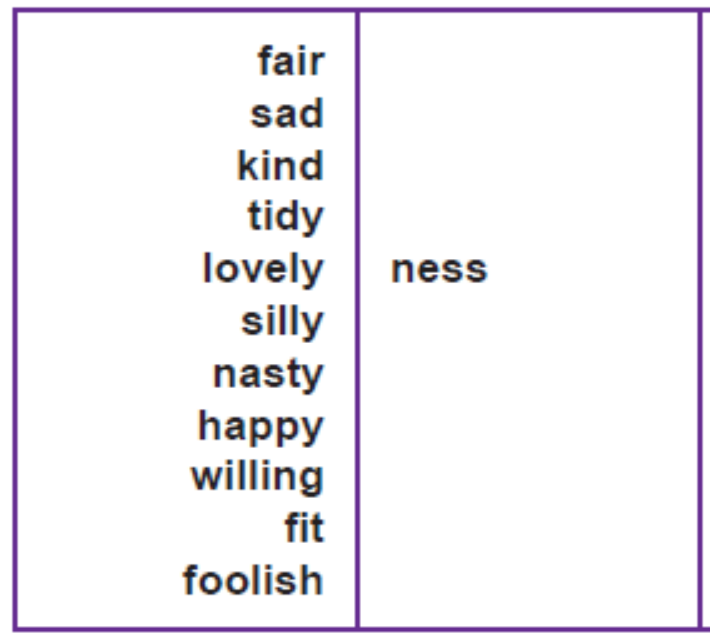 fair
sad
kind
tidy
lovely ness
silly
nasty
happy
willing
fit
foolish